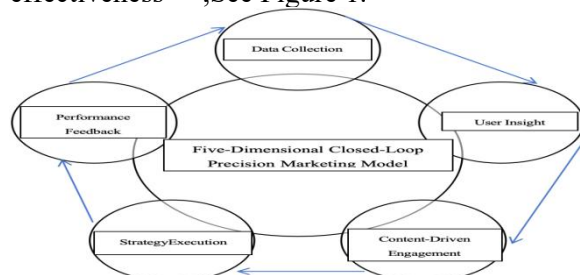 effectiveness ,See Figure 1.
Data Collection
Performance
Feedback
User Insight
Five-Dimensional Closed-Loop
Precision Marketing Model
StrategyExecution
Content-Driven
Engagement